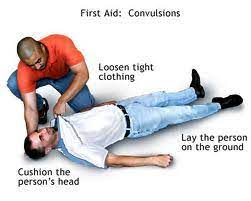 First Aid:  Convulsions
Loosen tight
clothing
Lay the person
on the ground
Cushion the
person's head